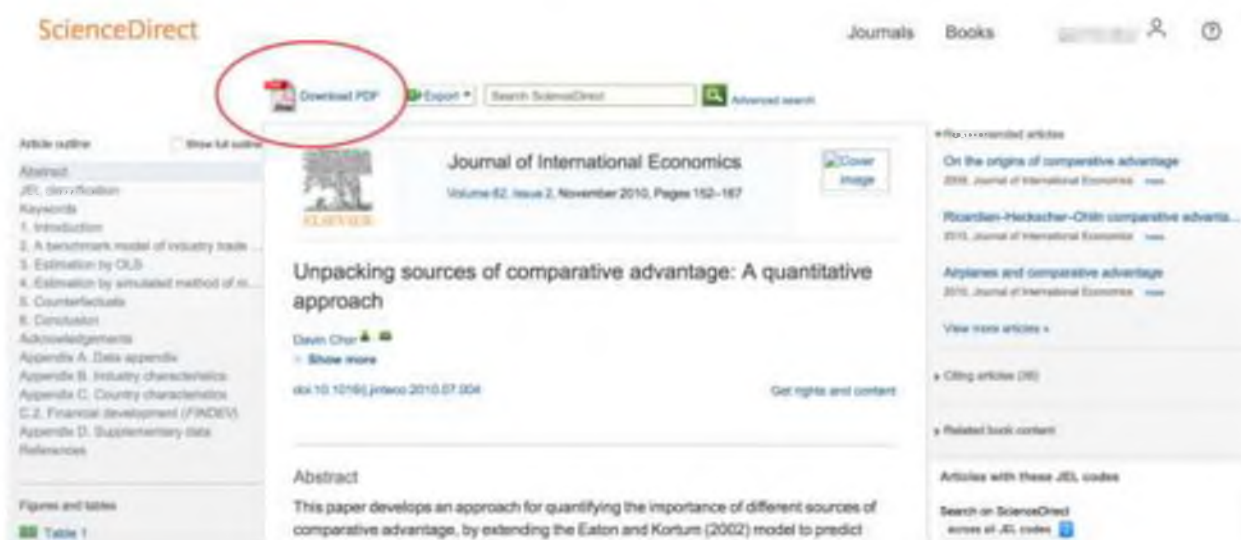 ScienceDirect
Journals
Books
Download PDF
Export
Search ScienceDirect
Advanced search
Article outline
Show full outline
Abstract
JEL classification
Keywords
1. Introduction
2. A benchmark model of industry trade ...
3. Estimation by OLS
4. Estimation by simulated method of m...
5. Counterfactuals
6. Conclusion
Acknowledgements
Appendix A. Data appendix
Appendix B. Industry characteristics
Appendix C. Country characteristics
C.2. Financial development (FINDEV)
Appendix D. Supplementary data
References
Figures and tables
Table 1
ELSEVIER
Journal of International Economics
Volume 82, Issue 2, November 2010, Pages 152–167
Cover
image
Unpacking sources of comparative advantage: A quantitative
approach
Davin Chor
Show more
doi:10.1016/j.jinteco.2010.07.004
Get rights and content
Abstract
This paper develops an approach for quantifying the importance of different sources of
comparative advantage, by extending the Eaton and Kortum (2002) model to predict
Recommended articles
On the origins of comparative advantage
Journal of International Economics more
Ricardian–Heckscher–Ohlin comparative advanta...
Journal of International Economics more
Airplanes and comparative advantage
2010, Journal of International Economics more
View more articles »
Citing articles
Related book content
Articles with these JEL codes
Search on ScienceDirect
across all JEL codes